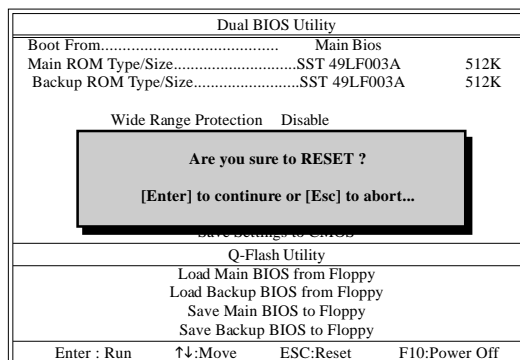 Dual BIOS Utility
Boot From......................................... Main Bios
Main ROM Type/Size............................SST 49LF003A 512K
Backup ROM Type/Size........................SST 49LF003A 512K
Wide Range Protection Disable
Are you sure to RESET ?
[Enter] to continure or [Esc] to abort...
Save Settings to CMOS
Q-Flash Utility
Load Main BIOS from Floppy
Load Backup BIOS from Floppy
Save Main BIOS to Floppy
Save Backup BIOS to Floppy
Enter : Run ↑↓:Move ESC:Reset F10:Power Off